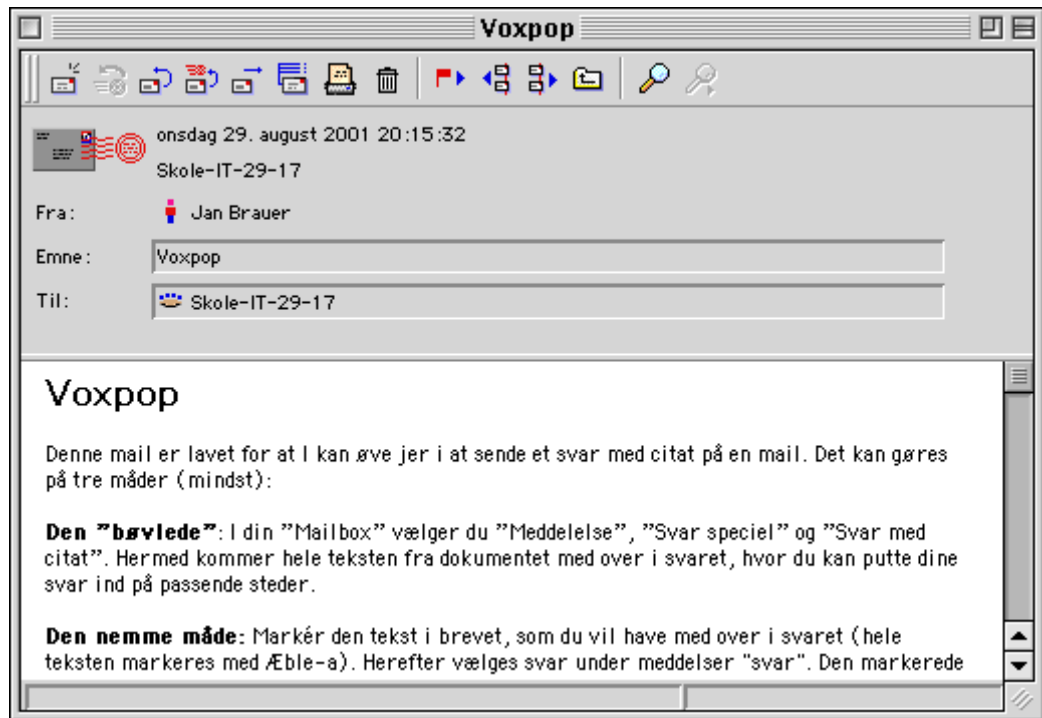 Voxpop
onsdag 29. august 2001 20:15:32
Skole-IT-29-17
Fra: Jan Brauer
Emne: Voxpop
Til: Skole-IT-29-17
Voxpop
Denne mail er lavet for at I kan øve jer i at sende et svar med citat på en mail. Det kan gøres
på tre måder (mindst):
Den ”bøvlede”: I din ”Mailbox” vælger du ”Meddelelse”, ”Svar speciel” og ”Svar med
citat”. Hermed kommer hele teksten fra dokumentet med over i svaret, hvor du kan putte dine
svar ind på passende steder.
Den nemme måde: Markér den tekst i brevet, som du vil have med over i svaret (hele
teksten markeres med Æble-a). Herefter vælges svar under meddelser "svar". Den markerede